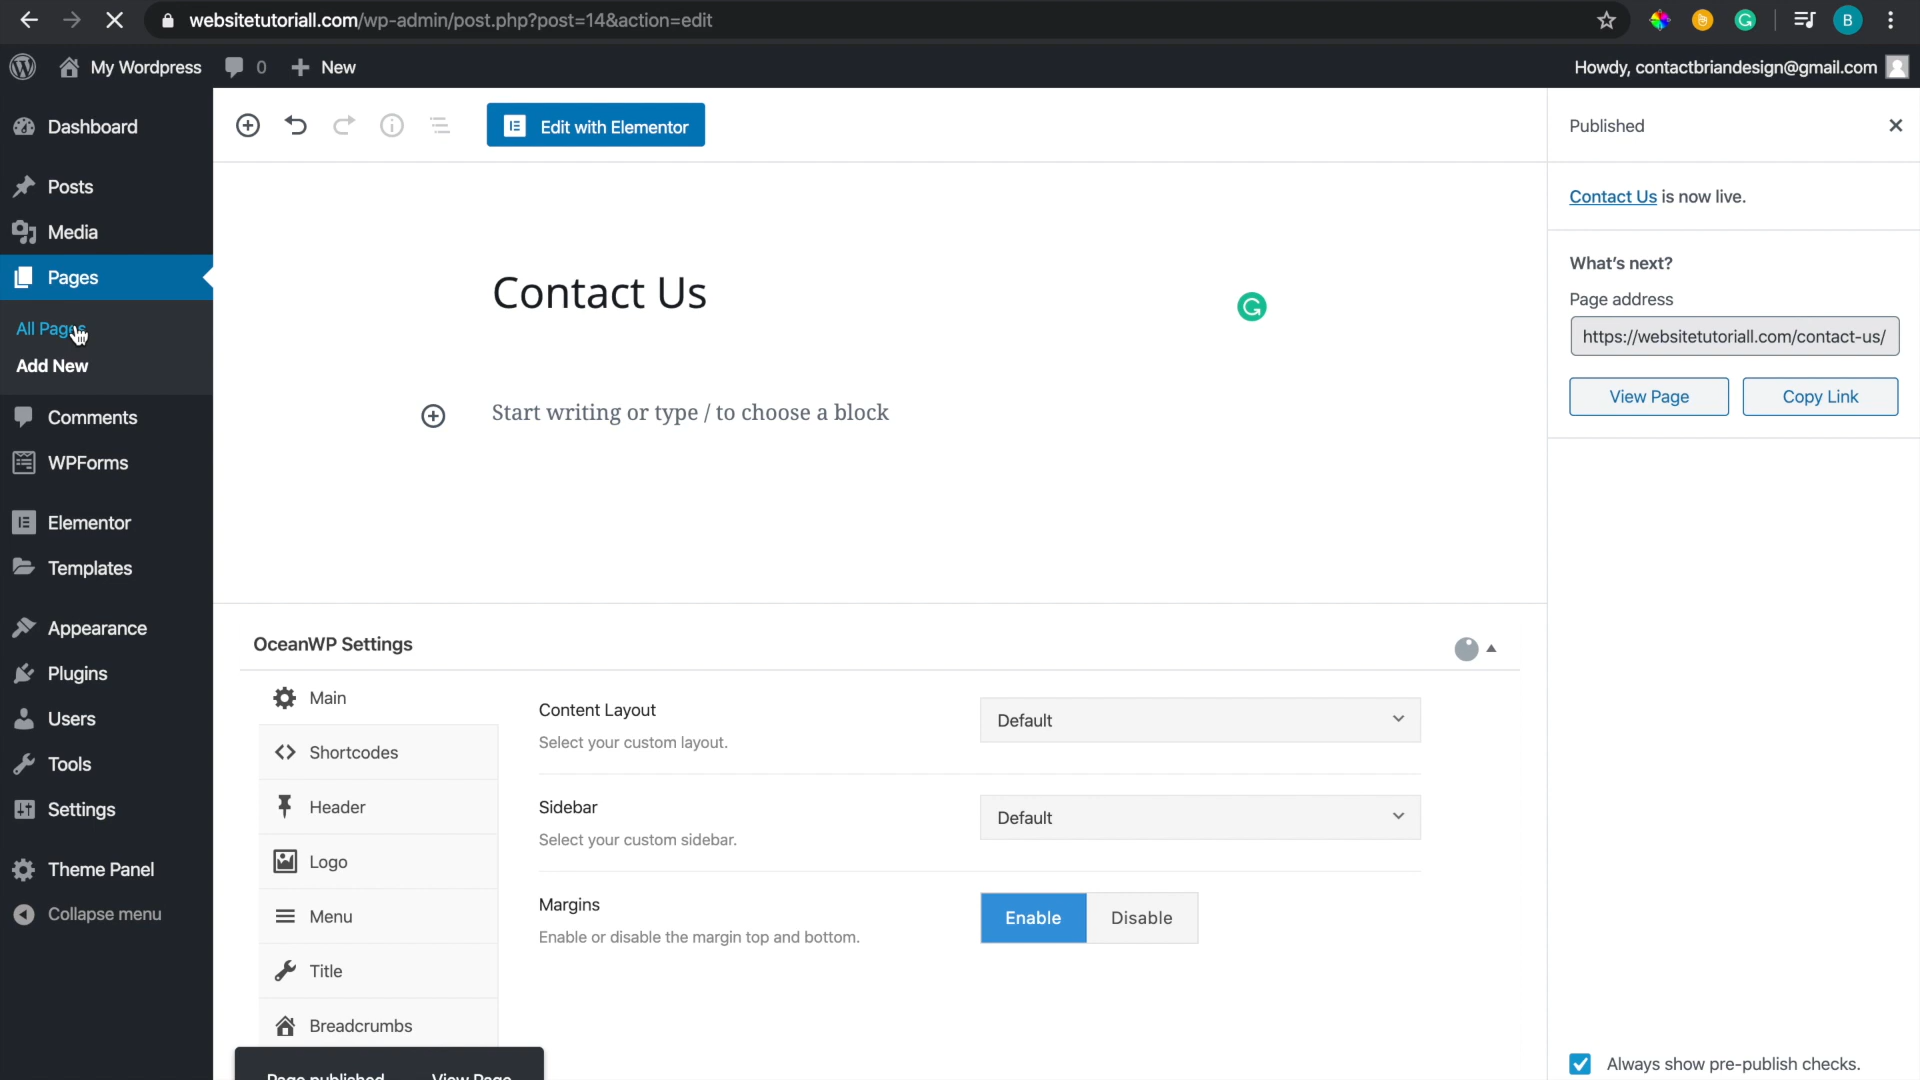 websitetutoriall.com/wp-admin/post.php?post=14&action=edit
B
My Wordpress
0
New
Howdy, contactbriandesign@gmail.com
Dashboard
Posts
Media
Pages
All Pages
Add New
Comments
WPForms
Elementor
Templates
Appearance
Plugins
Users
Tools
Settings
Theme Panel
Collapse menu
Edit with Elementor
Contact Us
Start writing or type / to choose a block
OceanWP Settings
Main
Shortcodes
Header
Logo
Menu
Title
Breadcrumbs
Content Layout
Select your custom layout.
Default
Sidebar
Select your custom sidebar.
Default
Margins
Enable or disable the margin top and bottom.
Enable Disable
Page published View Page
Published
Contact Us is now live.
What's next?
Page address
https://websitetutoriall.com/contact-us/
View Page Copy Link
Always show pre-publish checks.